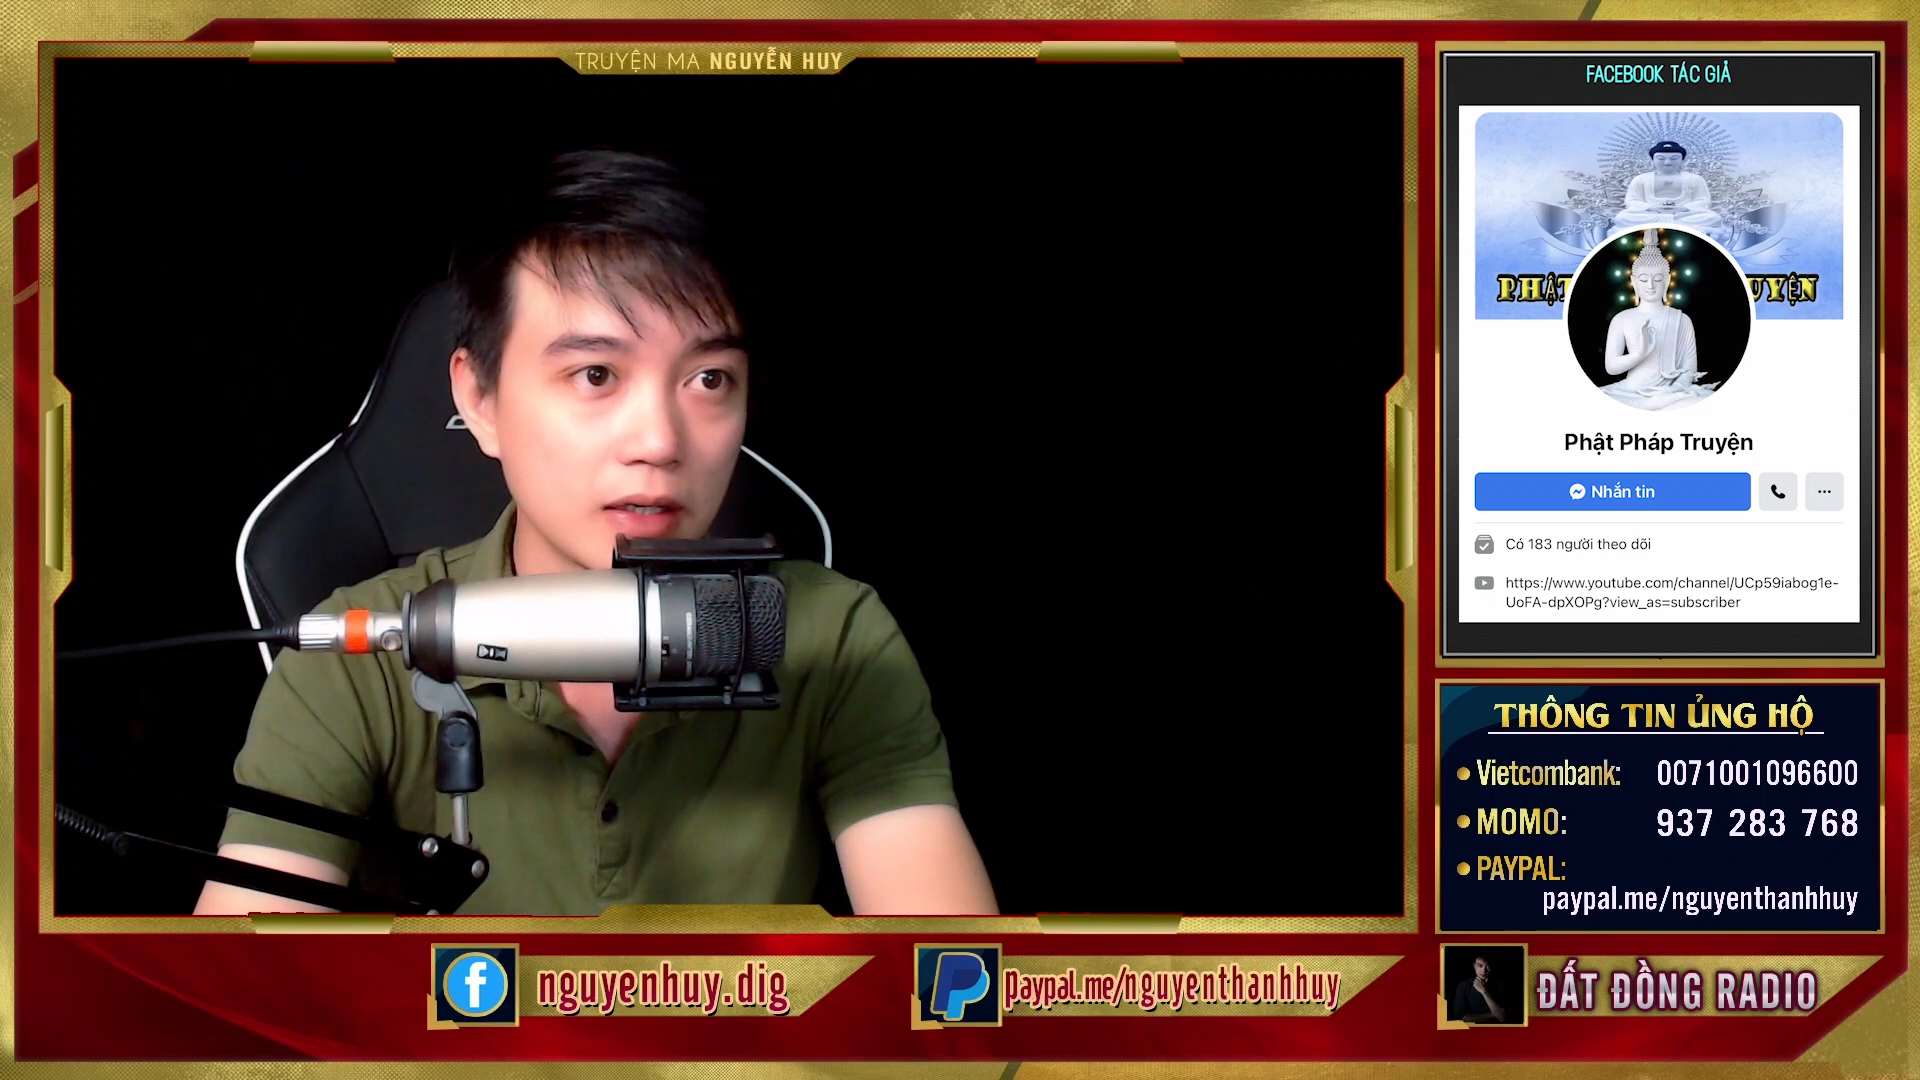 TRUYỆN MA NGUYỄN HUY
FACEBOOK TÁC GIẢ
Phật Pháp Truyện
Nhắn tin
Có 183 người theo dõi
https://www.youtube.com/channel/UCp59iabog1e-
UoFA-dpXOPg?view_as=subscriber
THÔNG TIN ỦNG HỘ
• Vietcombank: 0071001096600
• MOMO: 937 283 768
• PAYPAL:
paypal.me/nguyenthanhhuy
nguyenhuy.dig
paypal.me/nguyenthanhhuy
ĐẤT ĐỒNG RADIO